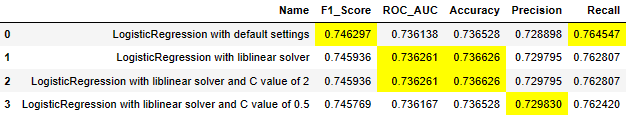 Name F1_Score ROC_AUC Accuracy Precision Recall
0 LogisticRegression with default settings 0.746297 0.736138 0.736528 0.728898 0.764547
1 LogisticRegression with liblinear solver 0.745936 0.736261 0.736626 0.729795 0.762807
2 LogisticRegression with liblinear solver and C value of 2 0.745936 0.736261 0.736626 0.729795 0.762807
3 LogisticRegression with liblinear solver and C value of 0.5 0.745769 0.736167 0.736528 0.729830 0.762420